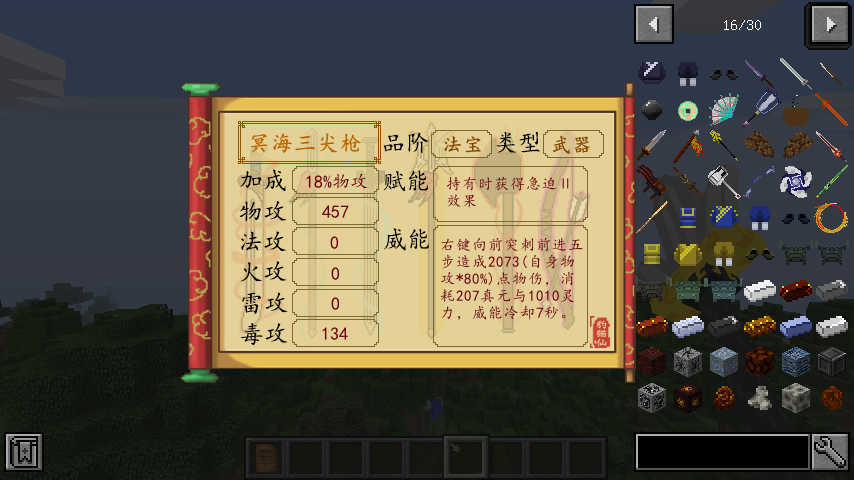 16/30
冥海三尖枪 品阶 法宝 类型 武器
加成 18%物攻 赋能 持有时获得急迫Ⅱ
效果
物攻 457
法攻 0 威能 右键向前突刺前进五
步造成2073(自身物
攻*80%)点物伤，消
耗207真元与1010灵
力，威能冷却7秒。
火攻 0
雷攻 0
毒攻 134
豹猫仙